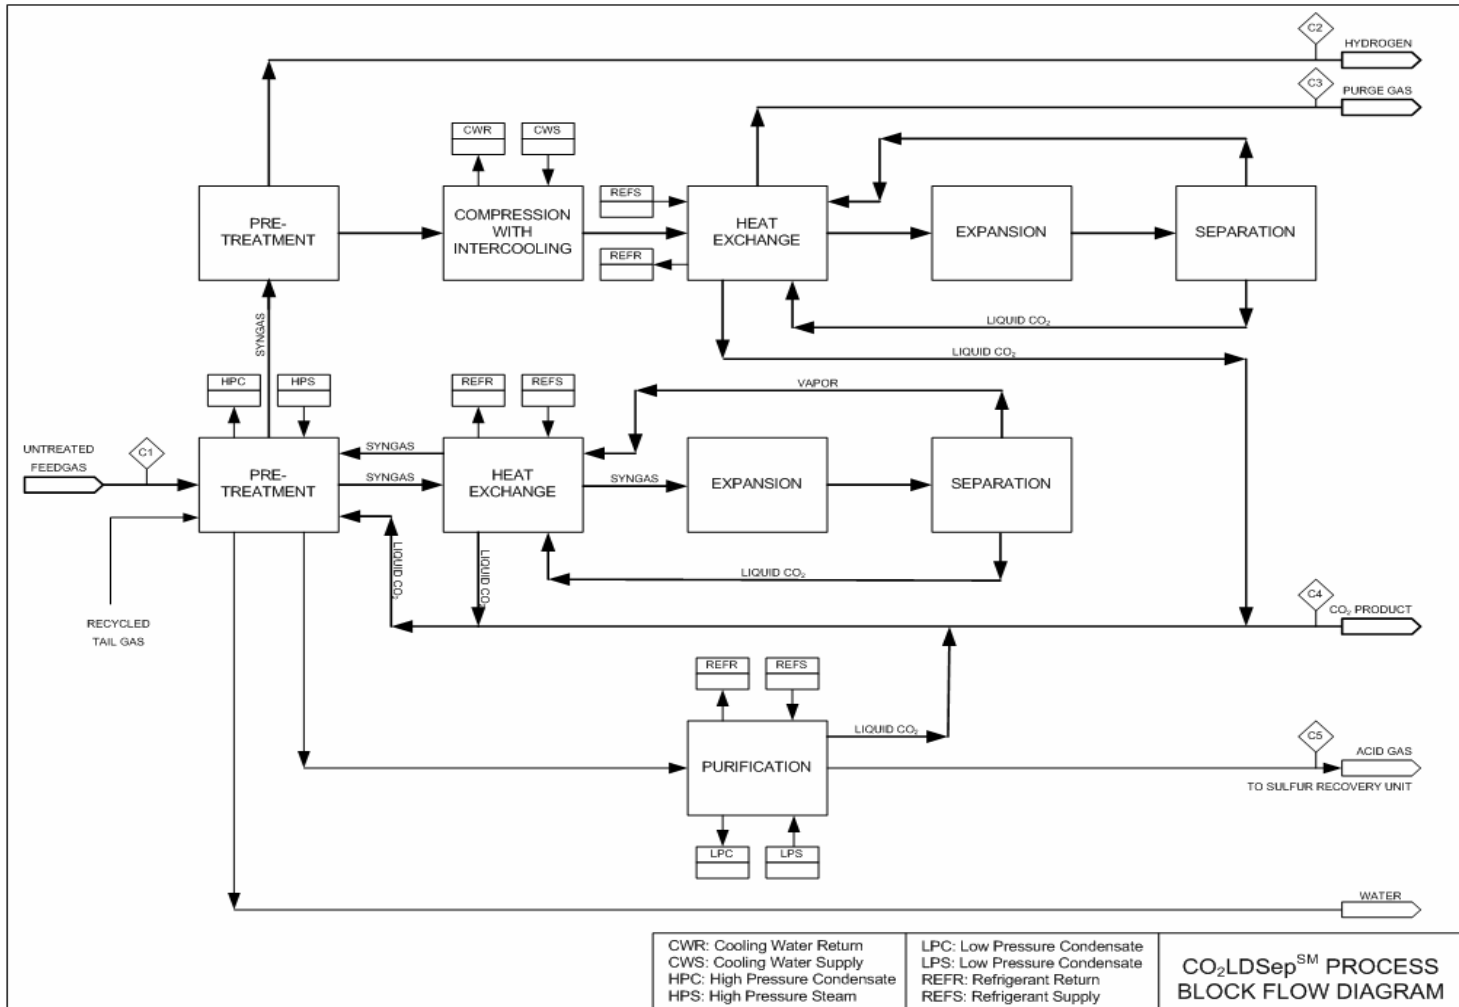 C2
HYDROGEN
C3
PURGE GAS
CWR
CWS
REFS
REFR
PRE-
TREATMENT
COMPRESSION
WITH
INTERCOOLING
HEAT
EXCHANGE
EXPANSION
SEPARATION
LIQUID CO₂
LIQUID CO₂
SYNGAS
HPC
HPS
REFR
REFS
VAPOR
UNTREATED
FEEDGAS
C1
PRE-
TREATMENT
SYNGAS
SYNGAS
HEAT
EXCHANGE
SYNGAS
EXPANSION
SEPARATION
LIQUID CO₂
LIQUID CO₂
LIQUID CO₂
RECYCLED
TAIL GAS
C4
CO₂ PRODUCT
REFR
REFS
LIQUID CO₂
PURIFICATION
C5
ACID GAS
TO SULFUR RECOVERY UNIT
LPC
LPS
WATER
CWR: Cooling Water Return
CWS: Cooling Water Supply
HPC: High Pressure Condensate
HPS: High Pressure Steam
LPC: Low Pressure Condensate
LPS: Low Pressure Condensate
REFR: Refrigerant Return
REFS: Refrigerant Supply
CO₂LDSep℠ PROCESS
BLOCK FLOW DIAGRAM